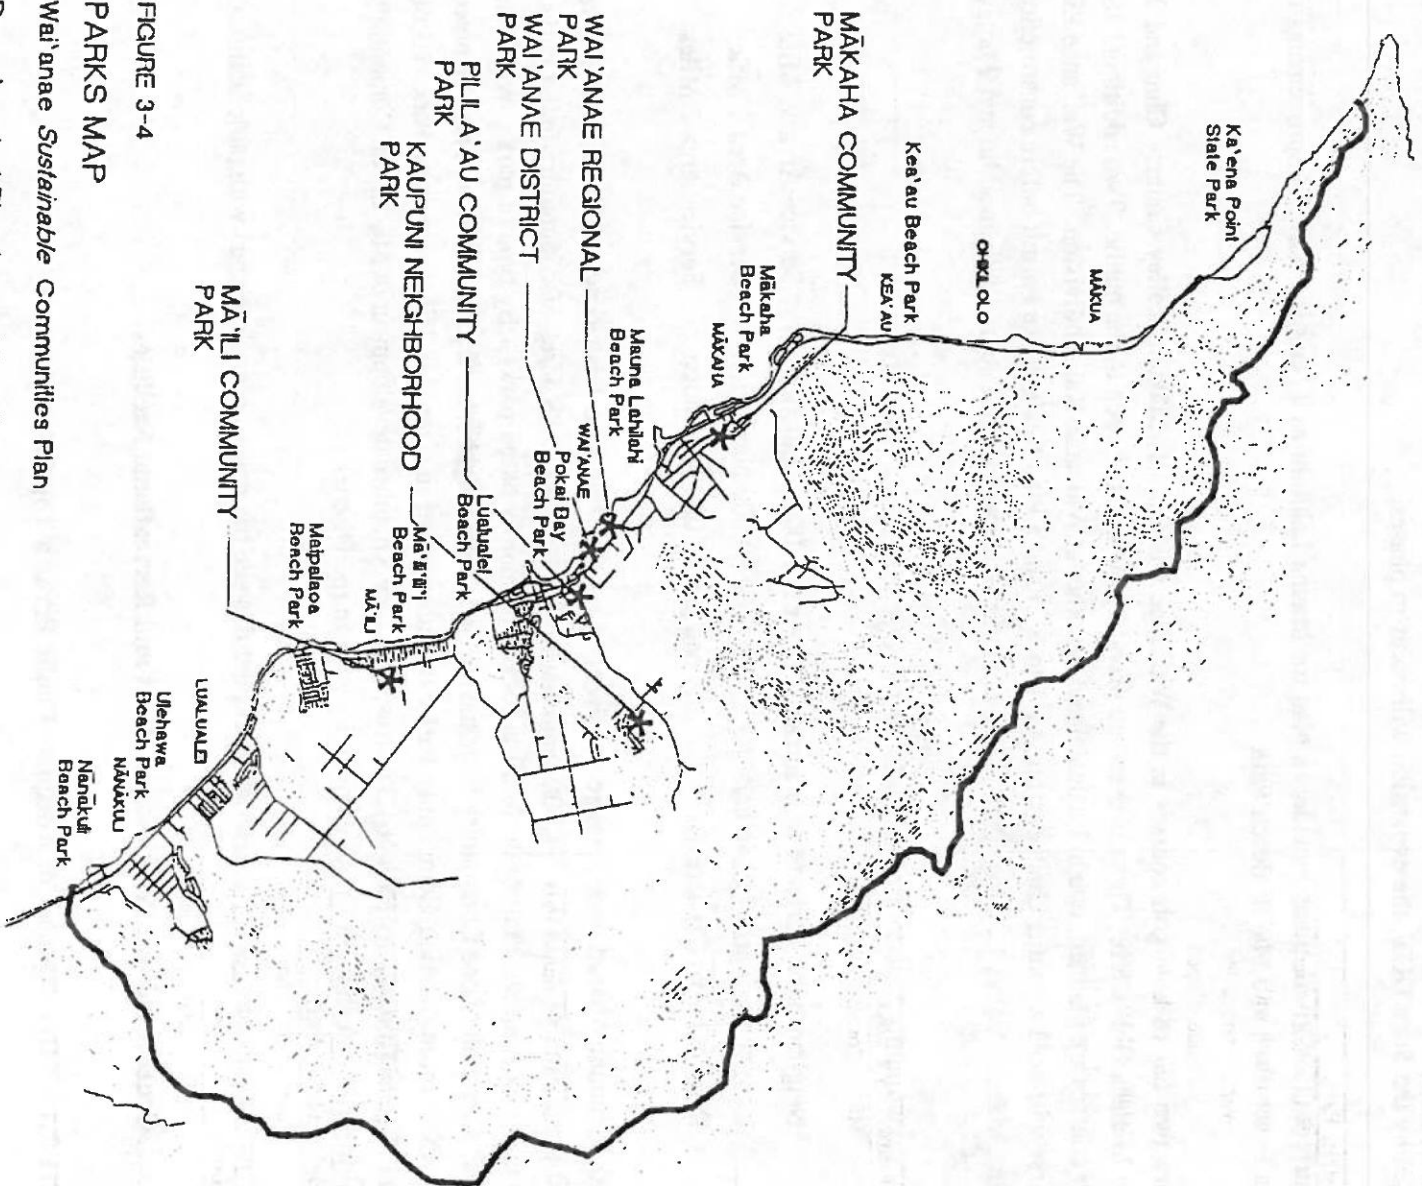 Ka'ena Point
State Park
MĀKUA
OHIKILOLO
Kea'au Beach Park
KEA'AU
MĀKAHA COMMUNITY
PARK
Mākaha
Beach Park
MĀKAHA
Mauna Lahilahi
Beach Park
WAI'ANAE REGIONAL
PARK
WAI'ANAE
WAI'ANAE DISTRICT
PARK
Pokai Bay
Beach Park
PILILA'AU COMMUNITY
PARK
Lualualei
Beach Park
KAUPUNI NEIGHBORHOOD
PARK
Beach Park
MĀ'ILI
MĀ'ILI COMMUNITY
PARK
Maipalaoa
Beach Park
LUALUALEI
Ulehawa
Beach Park
NĀNĀKULI
Nānākuli
Beach Park
FIGURE 3-4
PARKS MAP
Wai'anae Sustainable Communities Plan